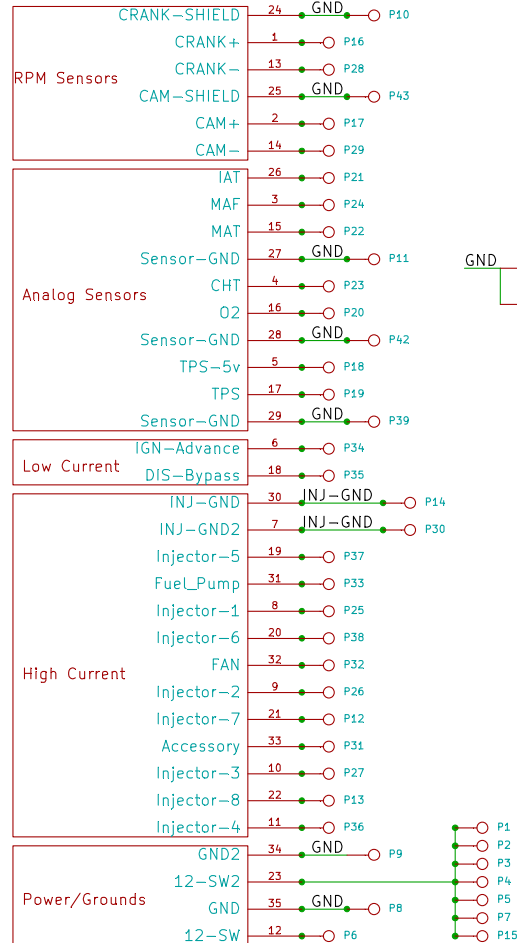 CRANK-SHIELD 24 GND P10
CRANK+ 1 P16
CRANK- 13 P28
RPM Sensors
CAM-SHIELD 25 GND P43
CAM+ 2 P17
CAM- 14 P29
IAT 26 P21
MAF 3 P24
MAT 15 P22
Sensor-GND 27 GND P11
GND
CHT 4 P23
Analog Sensors
O2 16 P20
Sensor-GND 28 GND P42
TPS-5v 5 P18
TPS 17 P19
Sensor-GND 29 GND P39
IGN-Advance 6 P34
Low Current
DIS-Bypass 18 P35
INJ-GND 30 INJ-GND P14
INJ-GND2 7 INJ-GND P30
Injector-5 19 P37
Fuel_Pump 31 P33
Injector-1 8 P25
Injector-6 20 P38
FAN 32 P32
High Current
Injector-2 9 P26
Injector-7 21 P12
Accessory 33 P31
Injector-3 10 P27
Injector-8 22 P13
Injector-4 11 P36
P1
P2
GND2 34 GND P9
P3
12-SW2 23 P4
Power/Grounds
P5
GND 35 GND P8
P7
12-SW 12 P6
P15